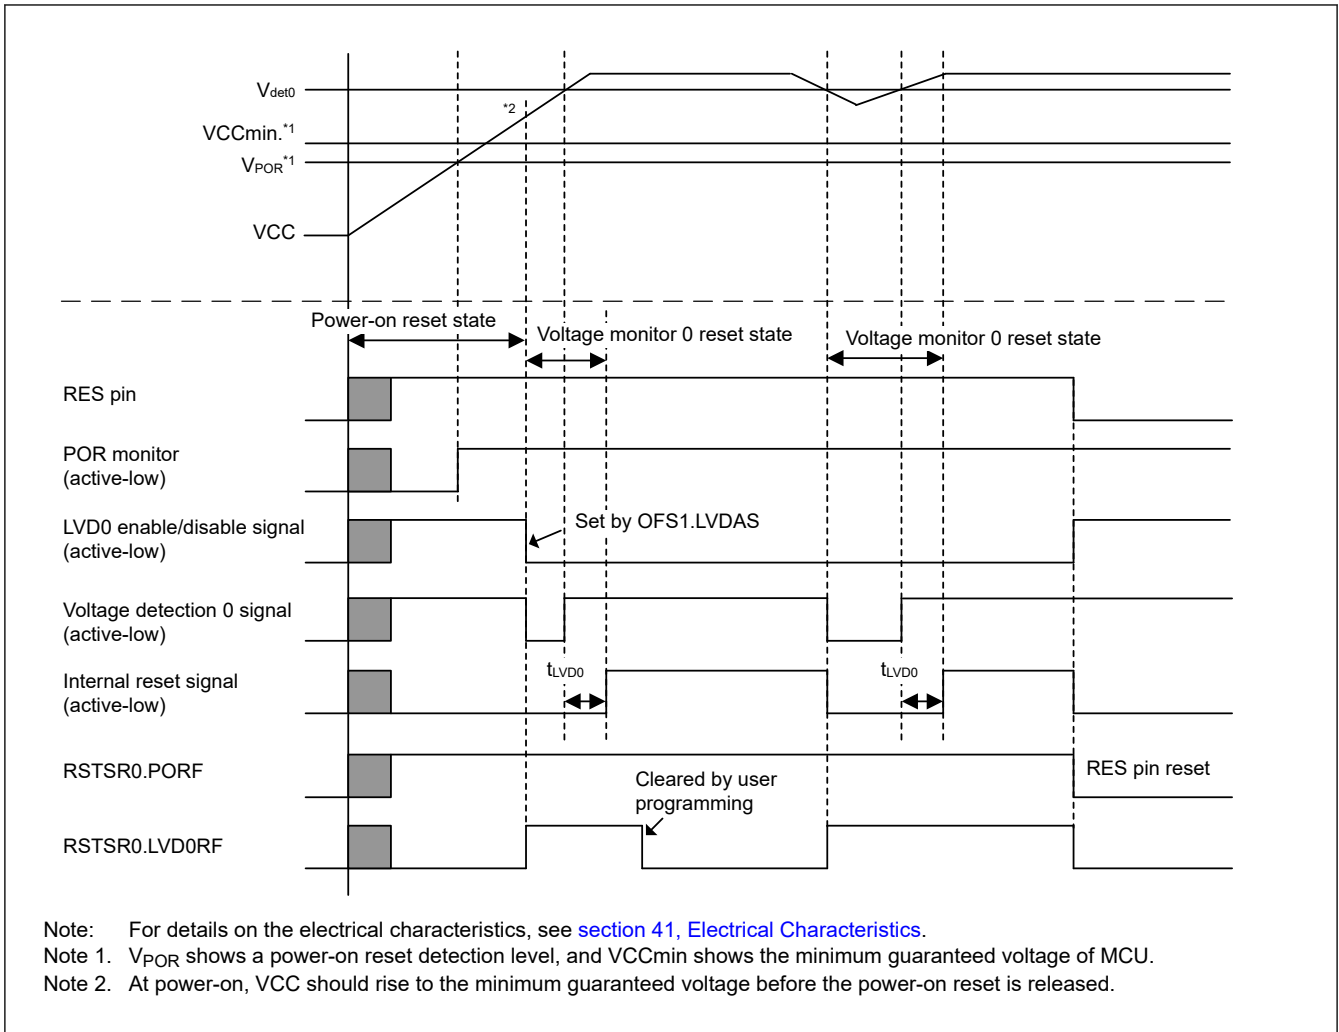 Vdet0
*2
VCCmin.*1
VPOR*1
VCC
Power-on reset state
Voltage monitor 0 reset state
Voltage monitor 0 reset state
RES pin
POR monitor
(active-low)
LVD0 enable/disable signal
(active-low)
Set by OFS1.LVDAS
Voltage detection 0 signal
(active-low)
tLVD0
tLVD0
Internal reset signal
(active-low)
RSTSR0.PORF
RES pin reset
Cleared by user
programming
RSTSR0.LVD0RF
Note: For details on the electrical characteristics, see section 41, Electrical Characteristics.
Note 1. VPOR shows a power-on reset detection level, and VCCmin shows the minimum guaranteed voltage of MCU.
Note 2. At power-on, VCC should rise to the minimum guaranteed voltage before the power-on reset is released.